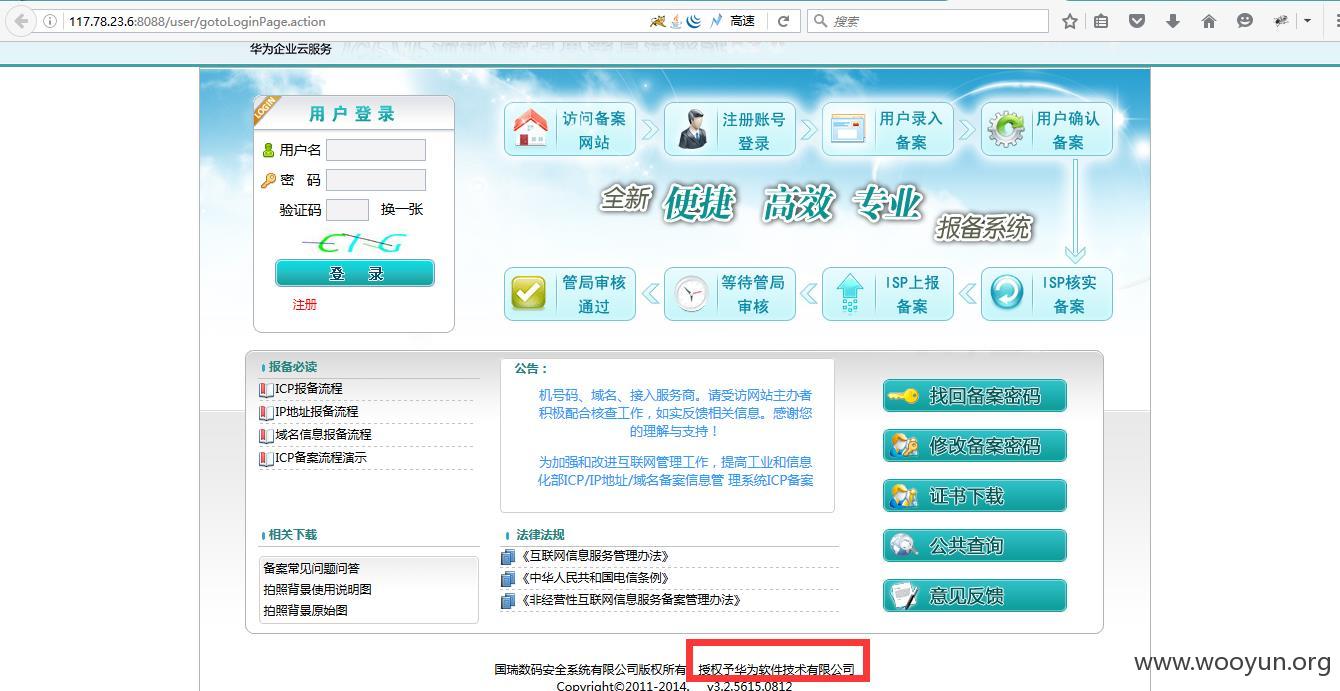 117.78.23.6:8088/user/gotoLoginPage.action
高速
搜索
华为企业云服务
LOGIN
用户登录
用户名
密 码
验证码
换一张
CIG
登 录
注册
访问备案
网站
注册账号
登录
用户录入
备案
用户确认
备案
全新 便捷 高效 专业
报备系统
管局审核
通过
等待管局
审核
ISP上报
备案
ISP核实
备案
报备必读
ICP报备流程
IP地址报备流程
域名信息报备流程
ICP备案流程演示
公告：
机号码、域名、接入服务商。请受访网站主办者
积极配合核查工作，如实反馈相关信息。感谢您
的理解与支持！
为加强和改进互联网管理工作，提高工业和信息
化部ICP/IP地址/域名备案信息管 理系统ICP备案
找回备案密码
修改备案密码
证书下载
公共查询
意见反馈
相关下载
备案常见问题问答
拍照背景使用说明图
拍照背景原始图
法律法规
《互联网信息服务管理办法》
《中华人民共和国电信条例》
《非经营性互联网信息服务备案管理办法》
国瑞数码安全系统有限公司版权所有 授权予华为软件技术有限公司
Copyright©2011-2014. v3.2.5615.0812
www.wooyun.org